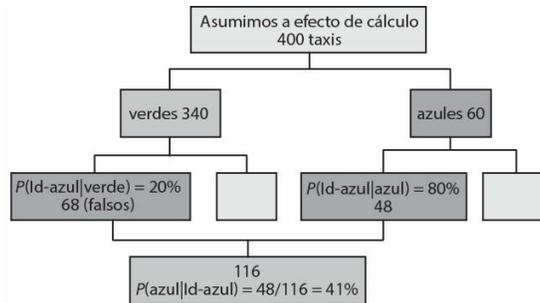 Asumimos a efecto de cálculo
400 taxis
verdes 340
azules 60
P(Id-azul|verde) = 20%
68 (falsos)
P(Id-azul|azul) = 80%
48
116
P(azul|Id-azul) = 48/116 = 41%